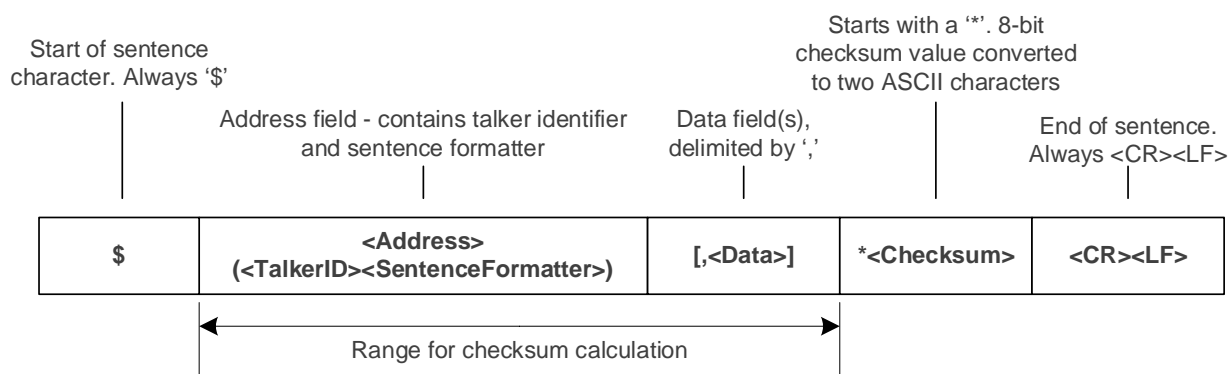 Start of sentence
character. Always ‘$’
Address field - contains talker identifier
and sentence formatter
Data field(s),
delimited by ‘,’
Starts with a ‘*’. 8-bit
checksum value converted
to two ASCII characters
End of sentence.
Always <CR><LF>
$
<Address>
(<TalkerID><SentenceFormatter>)
[,<Data>]
*<Checksum>
<CR><LF>
Range for checksum calculation